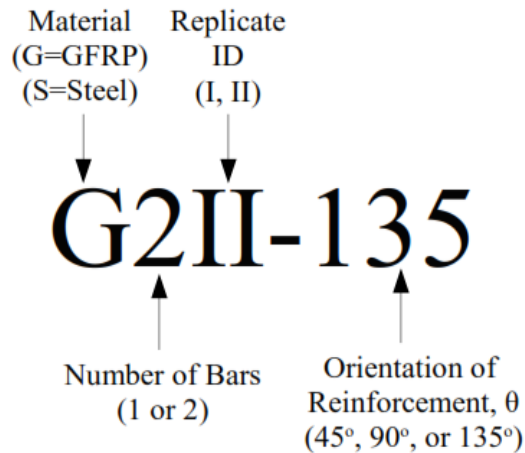 Material
(G=GFRP)
(S=Steel)
Replicate
ID
(I, II)
G2II-135
Number of Bars
(1 or 2)
Orientation of
Reinforcement, θ
(45°, 90°, or 135°)